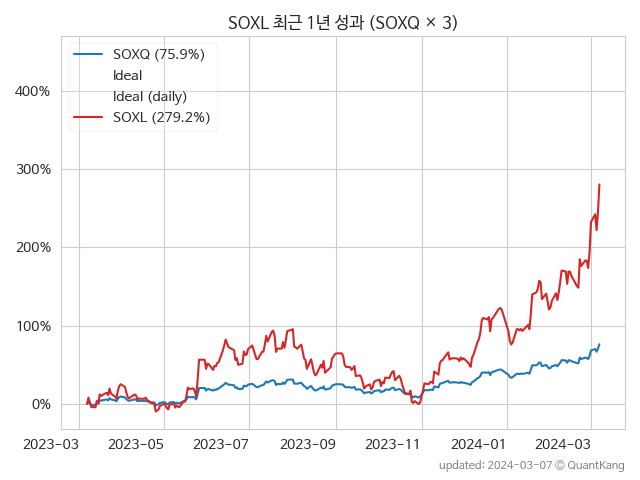 SOXL 최근 1년 성과 (SOXQ × 3)
SOXQ (75.9%)
Ideal
Ideal (daily)
SOXL (279.2%)
400%
300%
200%
100%
0%
2023-03 2023-05 2023-07 2023-09 2023-11 2024-01 2024-03
updated: 2024-03-07 © QuantKang